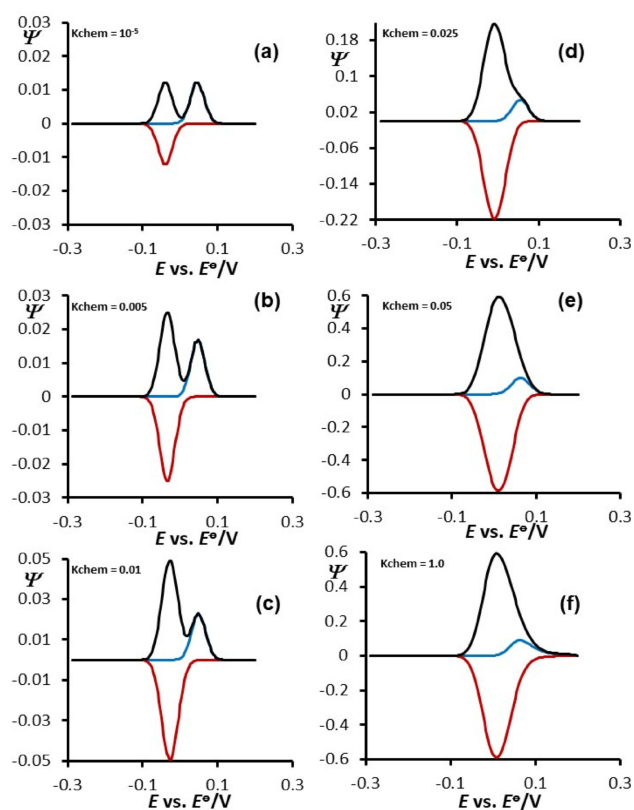 0.03
Ψ
Kchem = 10⁻⁵
(a)
0.02
0.01
0
-0.01
-0.02
-0.03
-0.3
-0.1
0.1
0.3
E vs. E°/V
0.18
Ψ
Kchem = 0.025
(d)
0.1
0.02
-0.06
-0.14
-0.22
-0.3
-0.1
0.1
0.3
E vs. E°/V
0.03
Ψ
Kchem = 0.005
(b)
0.02
0.01
0
-0.01
-0.02
-0.03
-0.3
-0.1
0.1
0.3
E vs. E°/V
0.6
Ψ
Kchem = 0.05
(e)
0.4
0.2
0
-0.2
-0.4
-0.6
-0.3
-0.1
0.1
0.3
E vs. E°/V
0.05
Ψ
Kchem = 0.01
(c)
0.03
0.01
-0.01
-0.03
-0.05
-0.3
-0.1
0.1
0.3
E vs. E°/V
0.6
Ψ
Kchem = 1.0
(f)
0.4
0.2
0
-0.2
-0.4
-0.6
-0.3
-0.1
0.1
0.3
E vs. E°/V